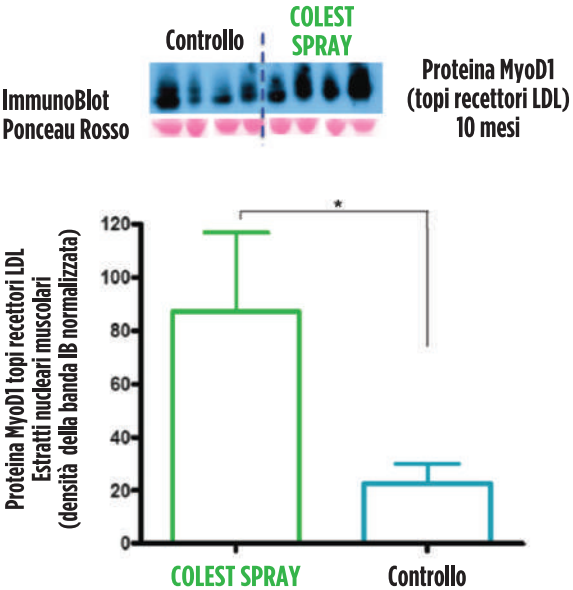 Controllo
COLEST
SPRAY
ImmunoBlot
Ponceau Rosso
Proteina MyoD1
(topi recettori LDL)
10 mesi
Proteina MyoD1 topi recettori LDL
Estratti nucleari muscolari
(densità della banda IB normalizzata)
*
120
100
80
60
40
20
0
COLEST SPRAY
Controllo